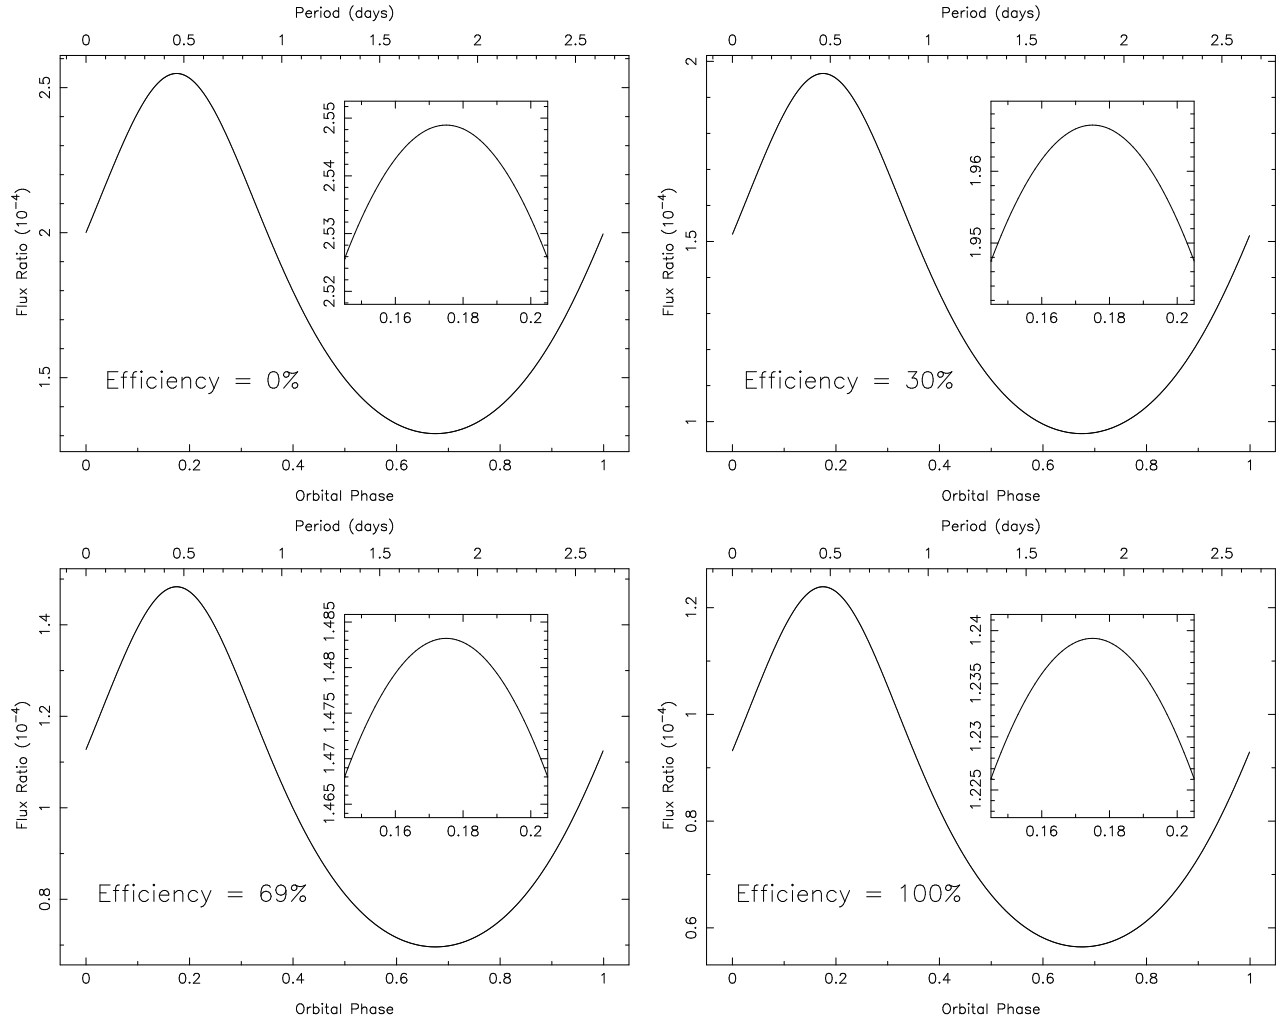 Period (days)
0 0.5 1 1.5 2 2.5
2.5
2
1.5
Flux Ratio (10⁻⁴)
2.55
2.54
2.53
2.52
0.16 0.18 0.2
Efficiency = 0%
0 0.2 0.4 0.6 0.8 1
Orbital Phase
Period (days)
0 0.5 1 1.5 2 2.5
2
1.5
1
Flux Ratio (10⁻⁴)
1.96
1.95
0.16 0.18 0.2
Efficiency = 30%
0 0.2 0.4 0.6 0.8 1
Orbital Phase
Period (days)
0 0.5 1 1.5 2 2.5
1.4
1.2
1
0.8
Flux Ratio (10⁻⁴)
1.485
1.48
1.475
1.47
1.465
0.16 0.18 0.2
Efficiency = 69%
0 0.2 0.4 0.6 0.8 1
Orbital Phase
Period (days)
0 0.5 1 1.5 2 2.5
1.2
1
0.8
0.6
Flux Ratio (10⁻⁴)
1.24
1.235
1.23
1.225
0.16 0.18 0.2
Efficiency = 100%
0 0.2 0.4 0.6 0.8 1
Orbital Phase